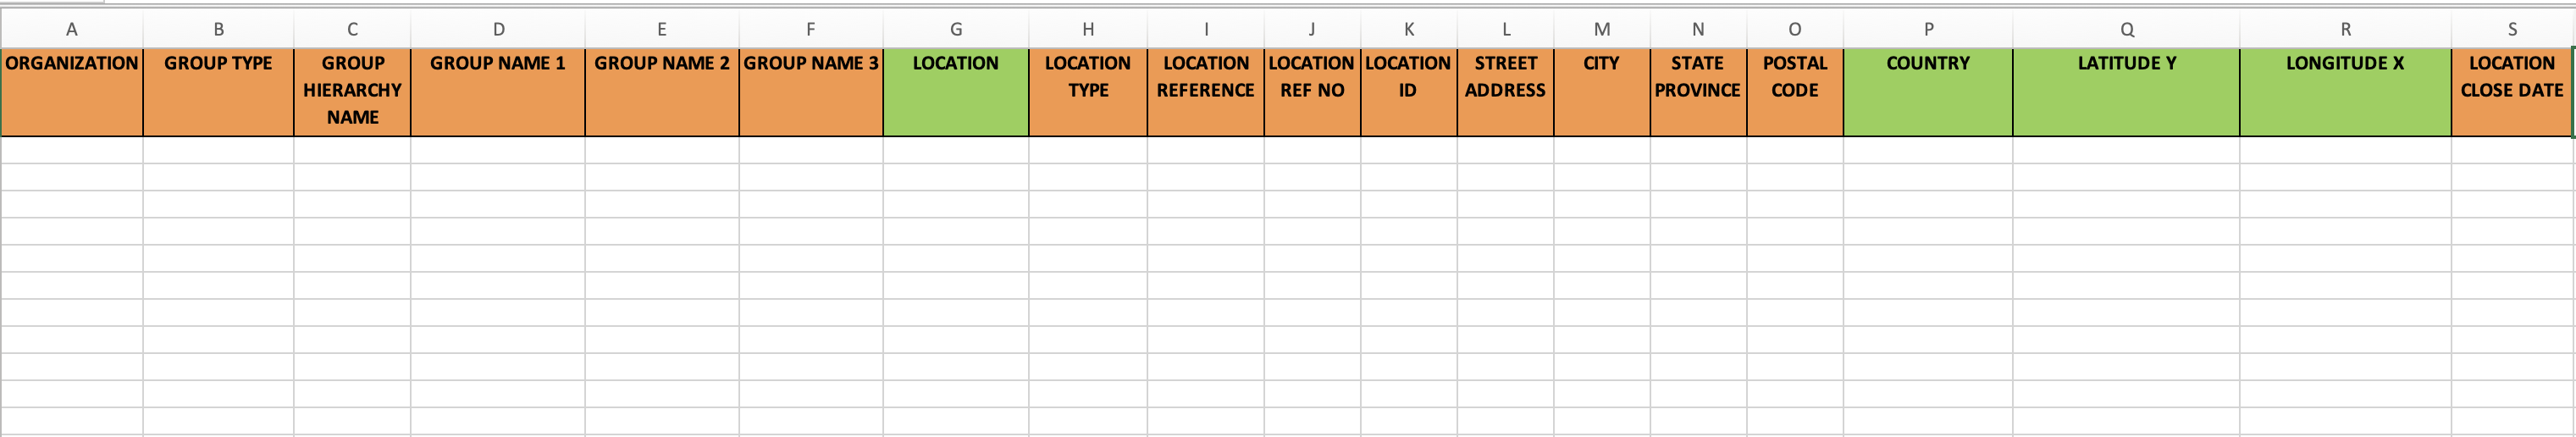 A B C D E F G H I J K L M N O P Q R S
ORGANIZATION GROUP TYPE GROUP GROUP NAME 1 GROUP NAME 2 GROUP NAME 3 LOCATION LOCATION LOCATION LOCATION LOCATION STREET CITY STATE POSTAL COUNTRY LATITUDE Y LONGITUDE X LOCATION
HIERARCHY TYPE REFERENCE REF NO ID ADDRESS PROVINCE CODE CLOSE DATE
NAME